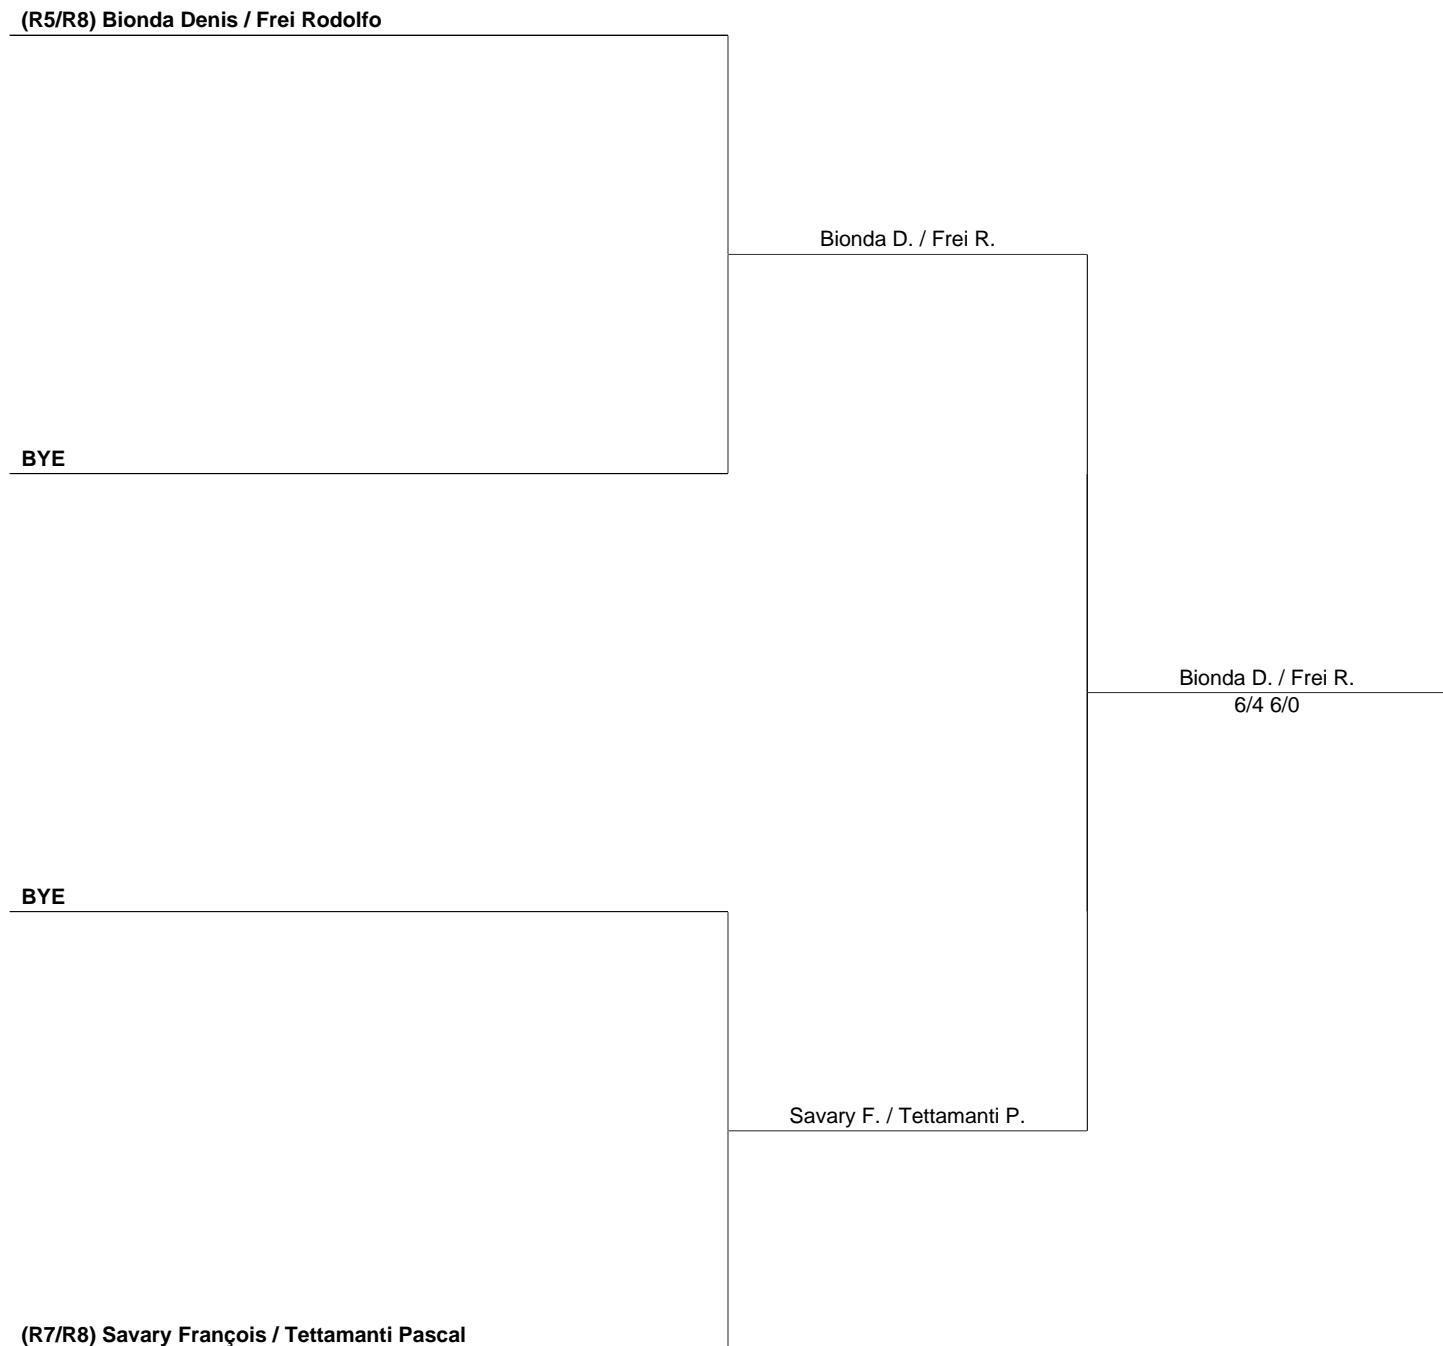 (R5/R8) Bionda Denis / Frei Rodolfo
Bionda D. / Frei R.
BYE
Bionda D. / Frei R.
6/4 6/0
BYE
Savary F. / Tettamanti P.
(R7/R8) Savary François / Tettamanti Pascal